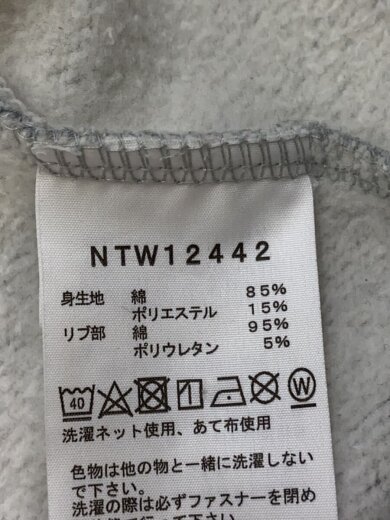 NTW12442
身生地 綿 85%
ポリエステル 15%
リブ部 綿 95%
ポリウレタン 5%
40 W
洗濯ネット使用、あて布使用
色物は他の物と一緒に洗濯しない
で下さい。
洗濯の際は必ずファスナーを閉め